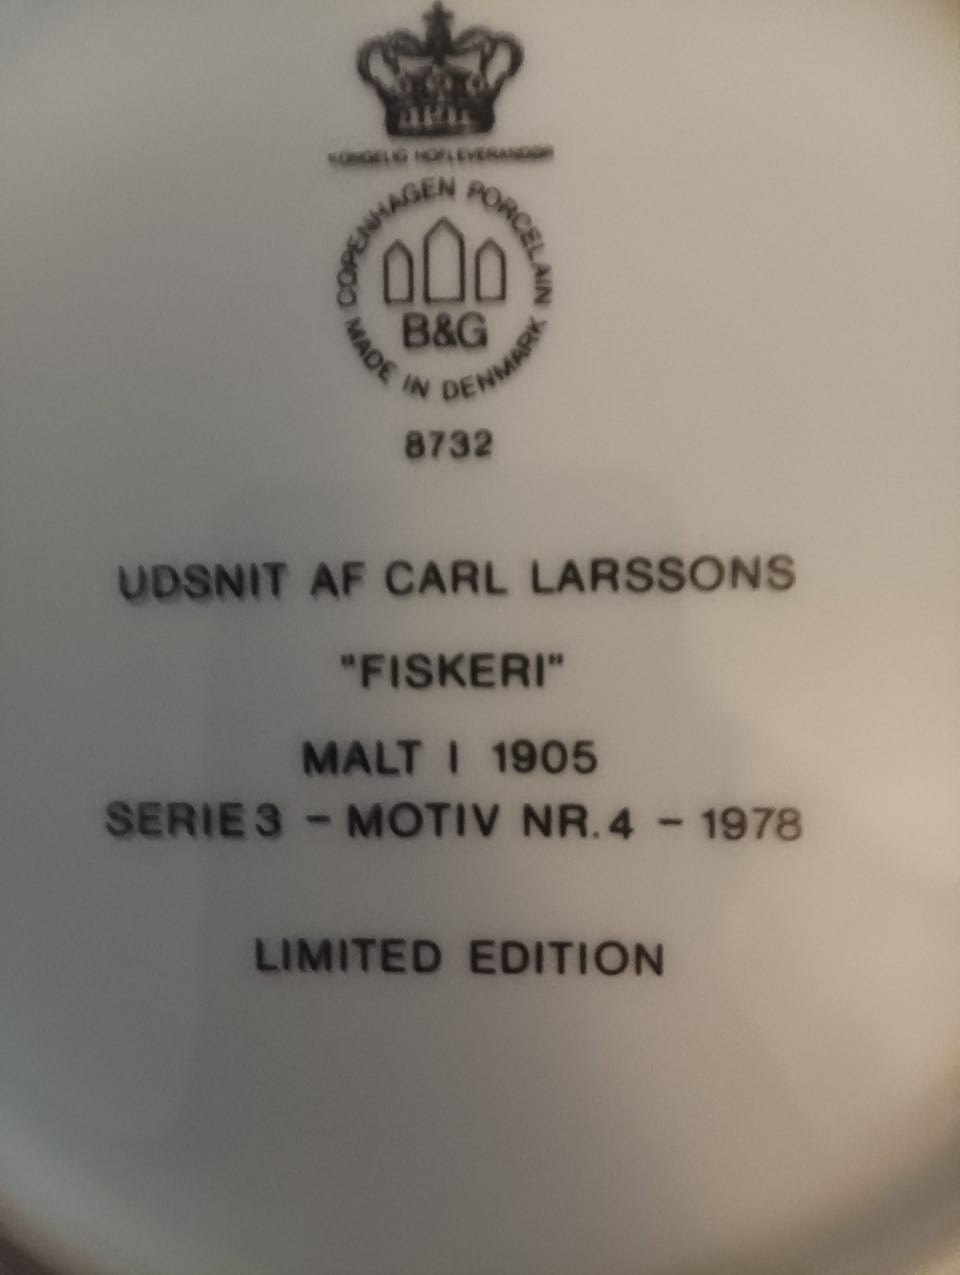 KONGELIG HOFLEVERANDØR
COPENHAGEN PORCELAIN
B&G
MADE IN DENMARK
8732
UDSNIT AF CARL LARSSONS
"FISKERI"
MALT I 1905
SERIE 3 - MOTIV NR. 4 - 1978
LIMITED EDITION